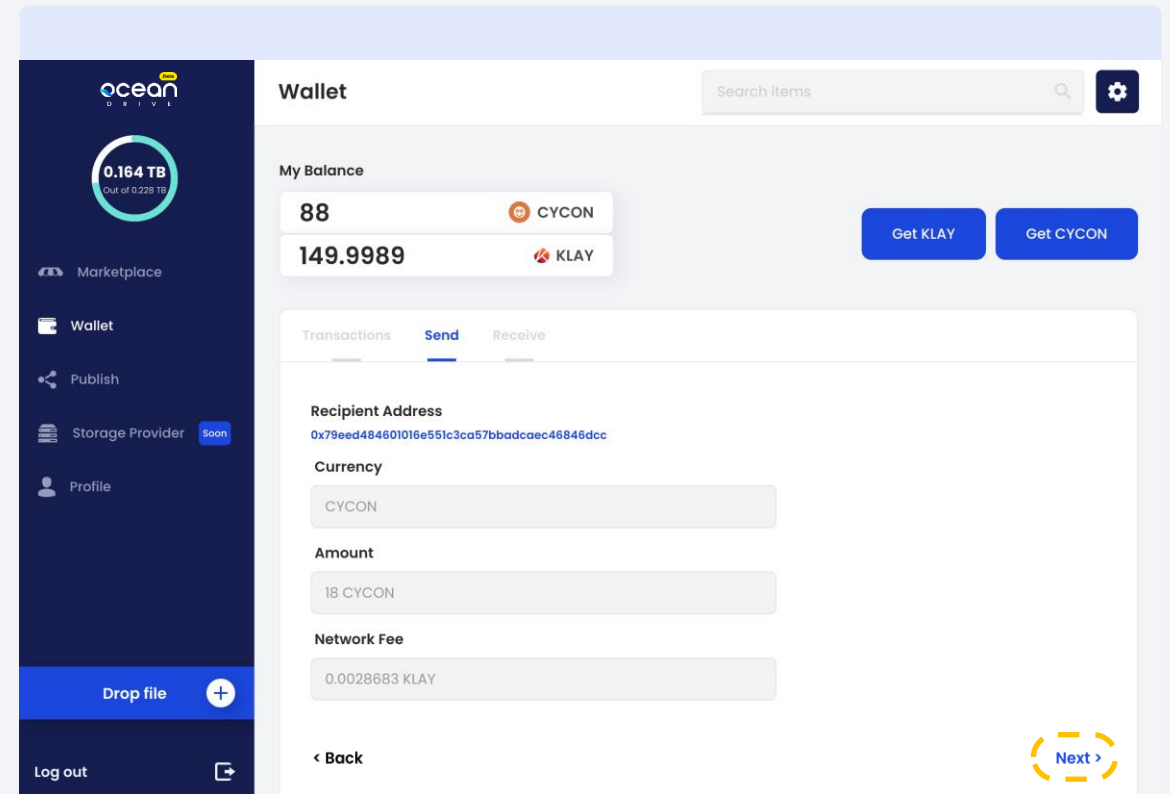 Beta
ocean
DRIVE
0.164 TB
Out of 0.228 TB
Marketplace
Wallet
Publish
Storage Provider Soon
Profile
Drop file
Log out
Wallet
Search items
My Balance
88 CYCON
149.9989 KLAY
Get KLAY Get CYCON
Transactions Send Receive
Recipient Address
0x79eed484601016e551c3ca57bbadcaec46846dcc
Currency
CYCON
Amount
18 CYCON
Network Fee
0.0028683 KLAY
< Back Next >